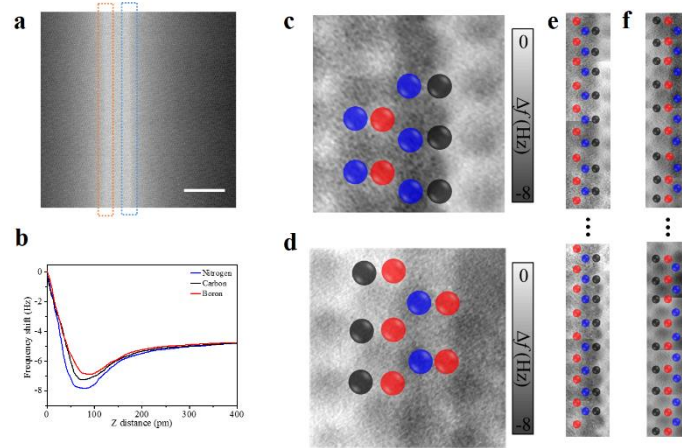 a
c
0
Δf (Hz)
-8
e
f
b
Nitrogen
Carbon
Boron
0
-2
-4
-6
-8
Frequency shift (Hz)
0
100
200
300
400
Z distance (pm)
d
0
Δf (Hz)
-8